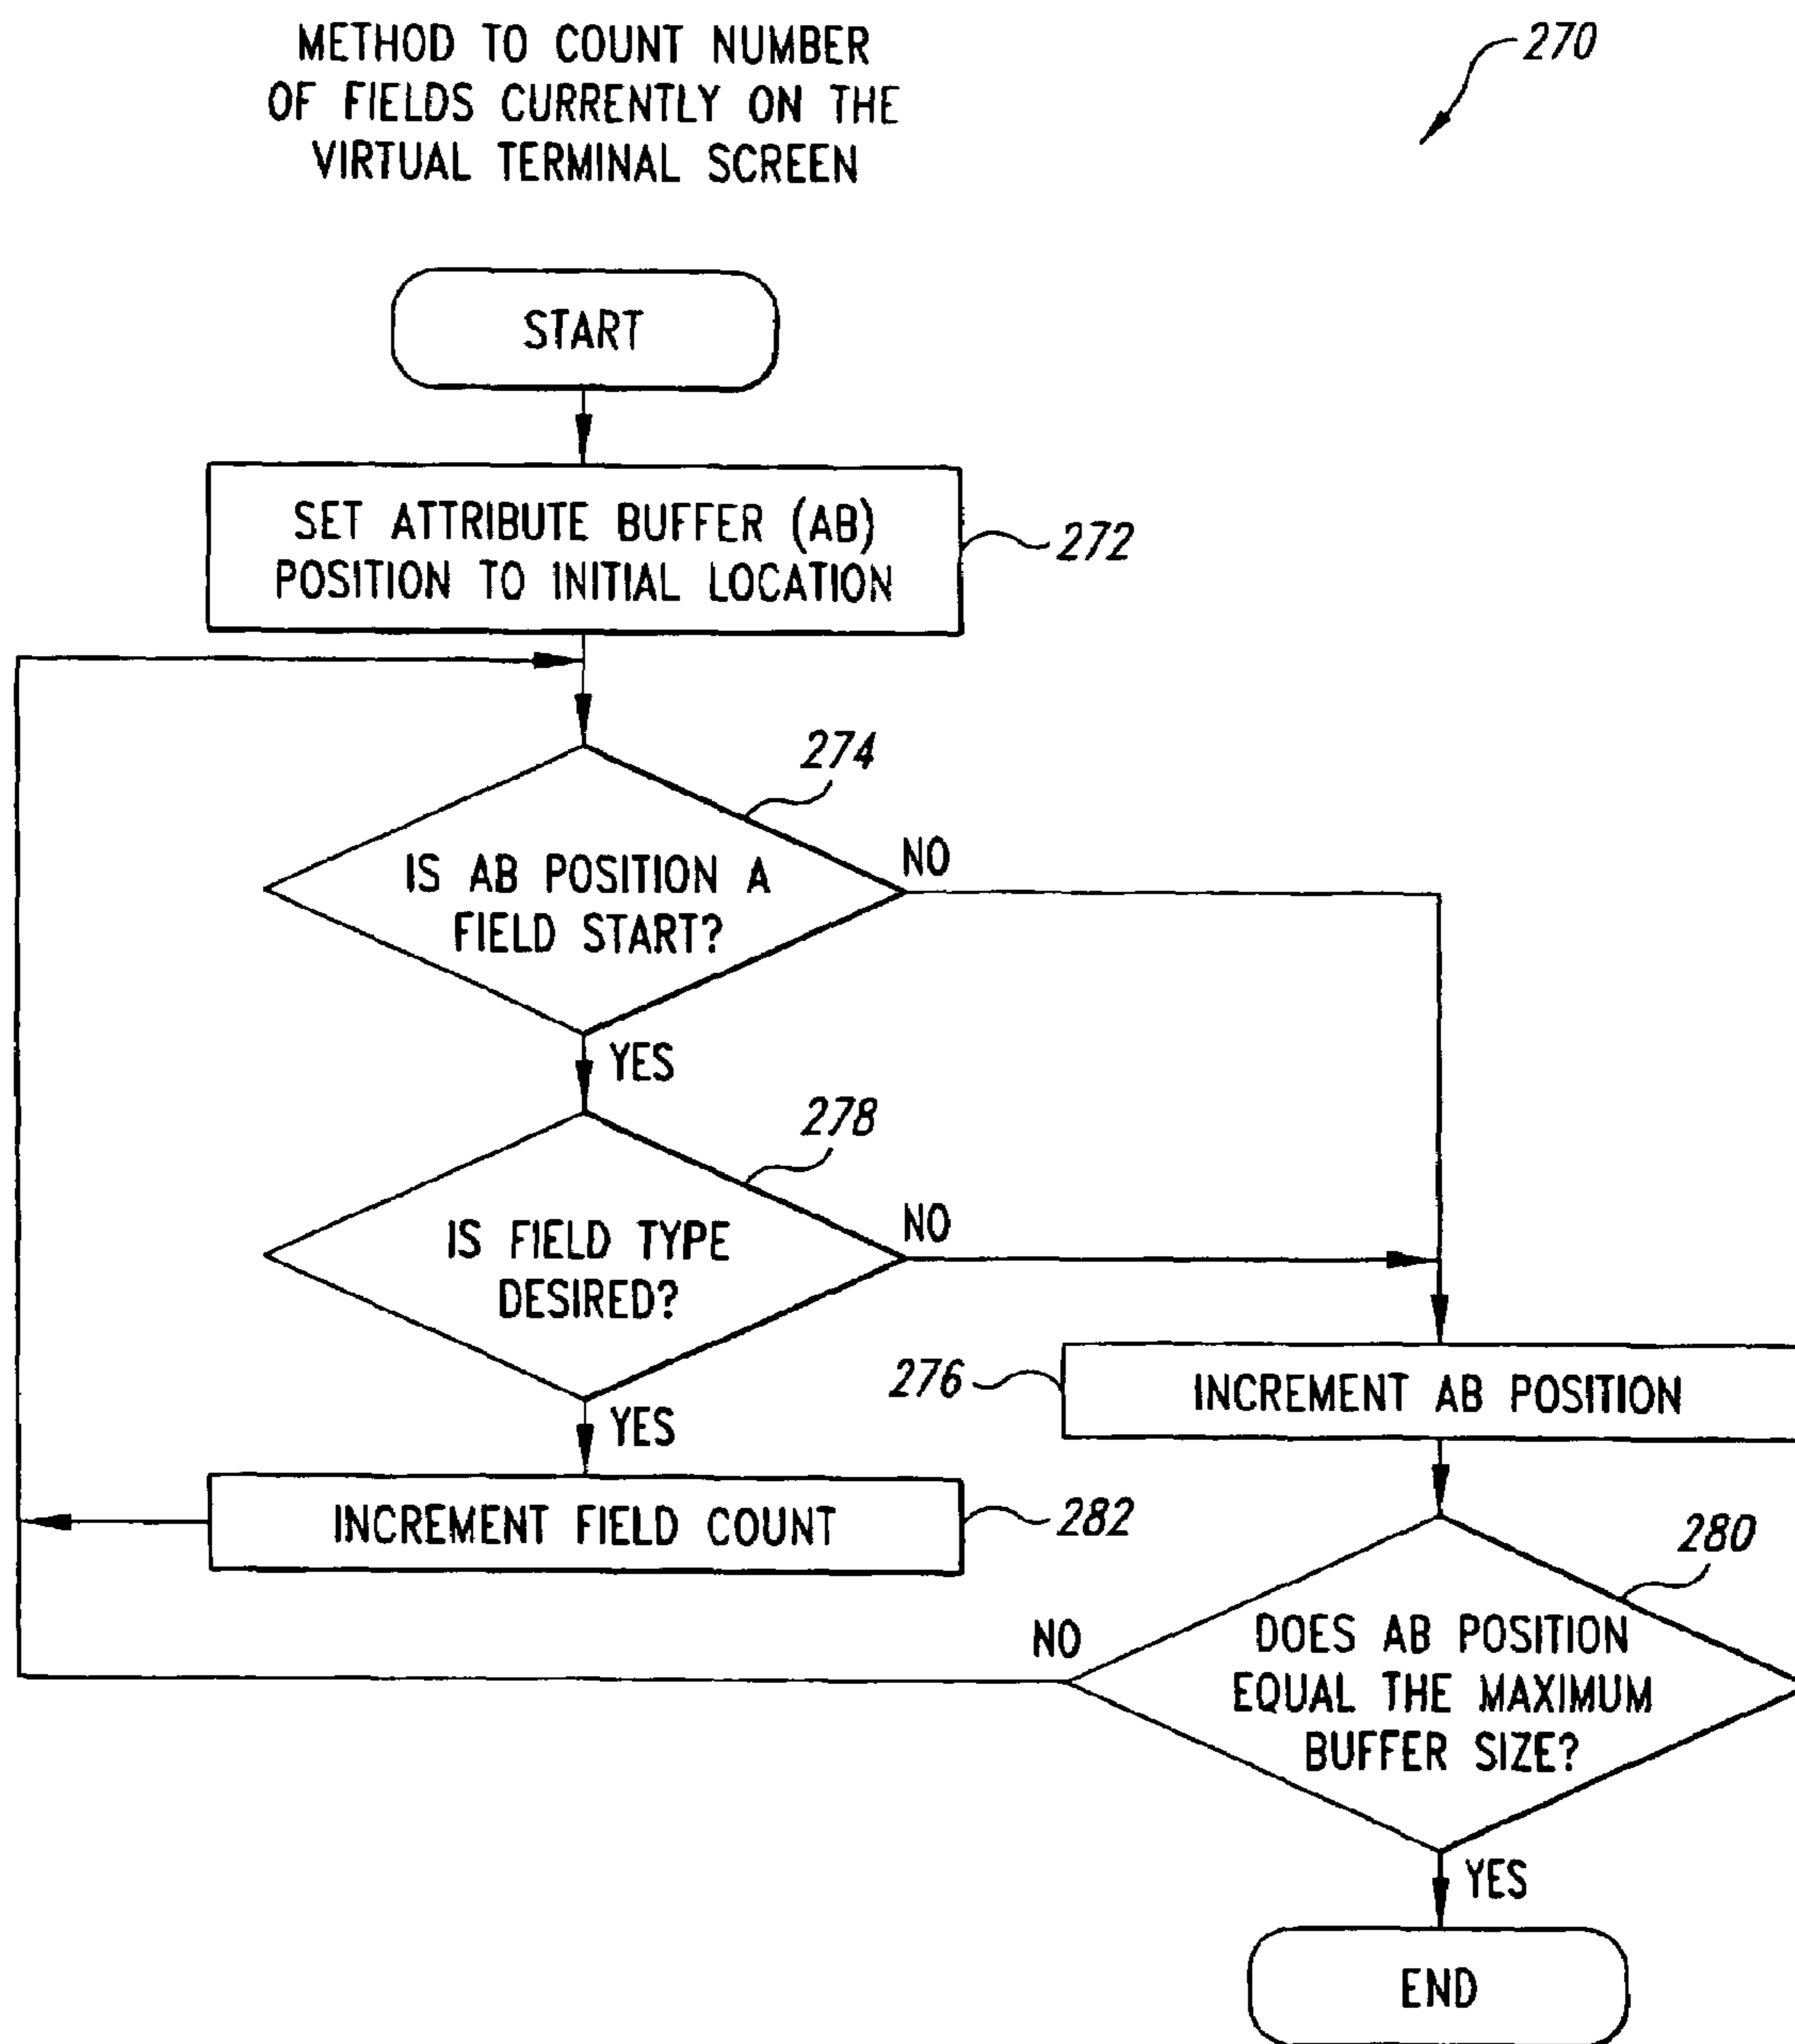 METHOD TO COUNT NUMBER
OF FIELDS CURRENTLY ON THE
VIRTUAL TERMINAL SCREEN
270
START
SET ATTRIBUTE BUFFER (AB)
POSITION TO INITIAL LOCATION
272
274
IS AB POSITION A
FIELD START?
NO
YES
278
IS FIELD TYPE
DESIRED?
NO
YES
276
INCREMENT AB POSITION
INCREMENT FIELD COUNT
282
280
DOES AB POSITION
EQUAL THE MAXIMUM
BUFFER SIZE?
NO
YES
END